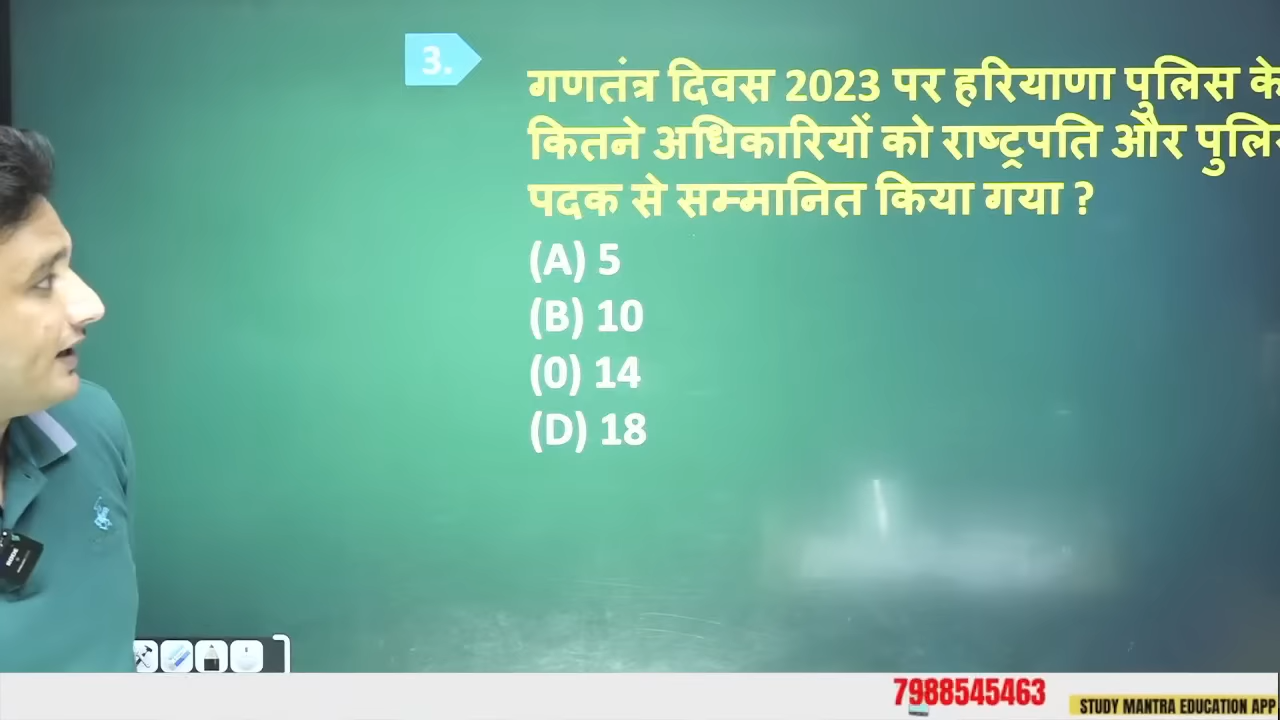 3.
गणतंत्र दिवस 2023 पर हरियाणा पुलिस के
कितने अधिकारियों को राष्ट्रपति और
पदक से सम्मानित किया गया ?
(A) 5
(B) 10
(0) 14
(D) 18
7988545463
STUDY MANTRA EDUCATION APP